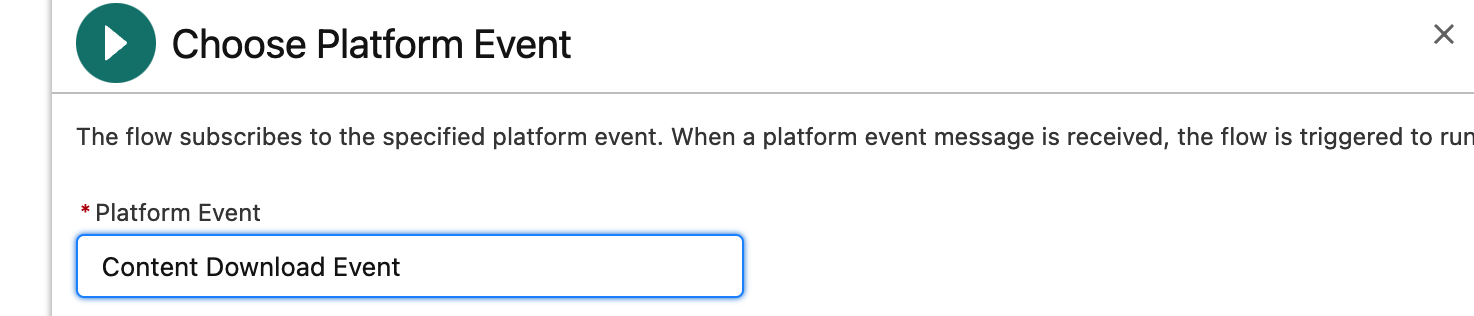 Choose Platform Event
The flow subscribes to the specified platform event. When a platform event message is received, the flow is triggered to run
* Platform Event
Content Download Event